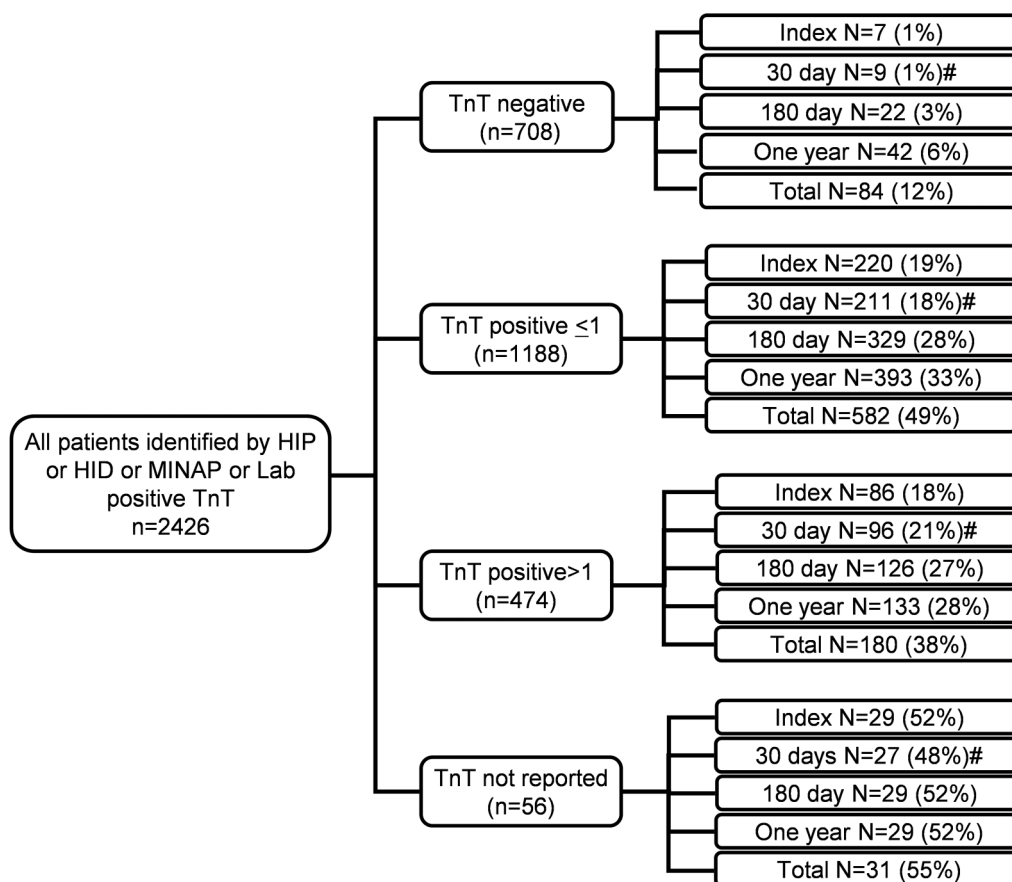 All patients identified by HIP
or HID or MINAP or Lab
positive TnT
n=2426
TnT negative
(n=708)
Index N=7 (1%)
30 day N=9 (1%)#
180 day N=22 (3%)
One year N=42 (6%)
Total N=84 (12%)
TnT positive ≤1
(n=1188)
Index N=220 (19%)
30 day N=211 (18%)#
180 day N=329 (28%)
One year N=393 (33%)
Total N=582 (49%)
TnT positive>1
(n=474)
Index N=86 (18%)
30 day N=96 (21%)#
180 day N=126 (27%)
One year N=133 (28%)
Total N=180 (38%)
TnT not reported
(n=56)
Index N=29 (52%)
30 days N=27 (48%)#
180 day N=29 (52%)
One year N=29 (52%)
Total N=31 (55%)